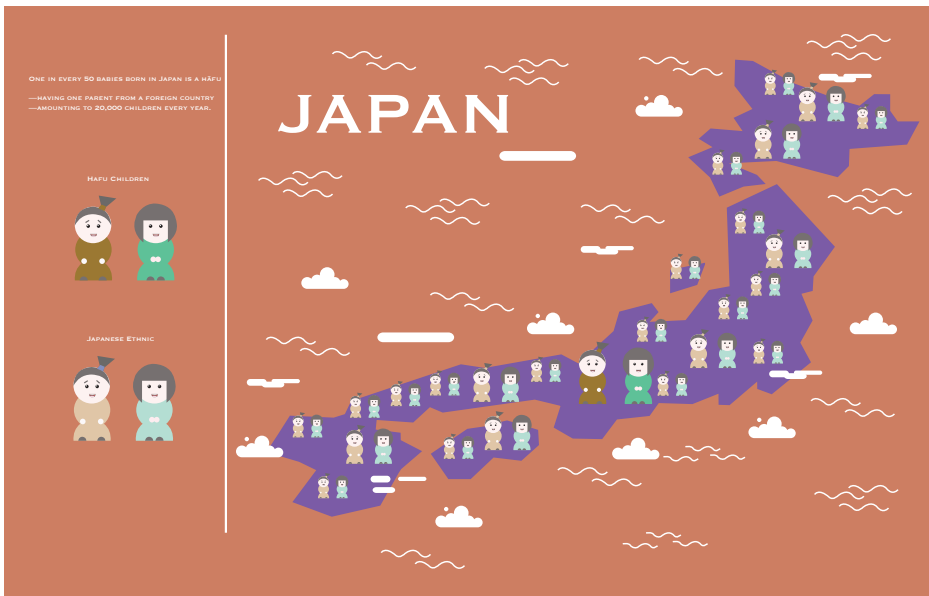 One in every 50 babies born in Japan is a hāfu
—having one parent from a foreign country
—amounting to 20,000 children every year.
JAPAN
Hafu Children
Japanese Ethnic